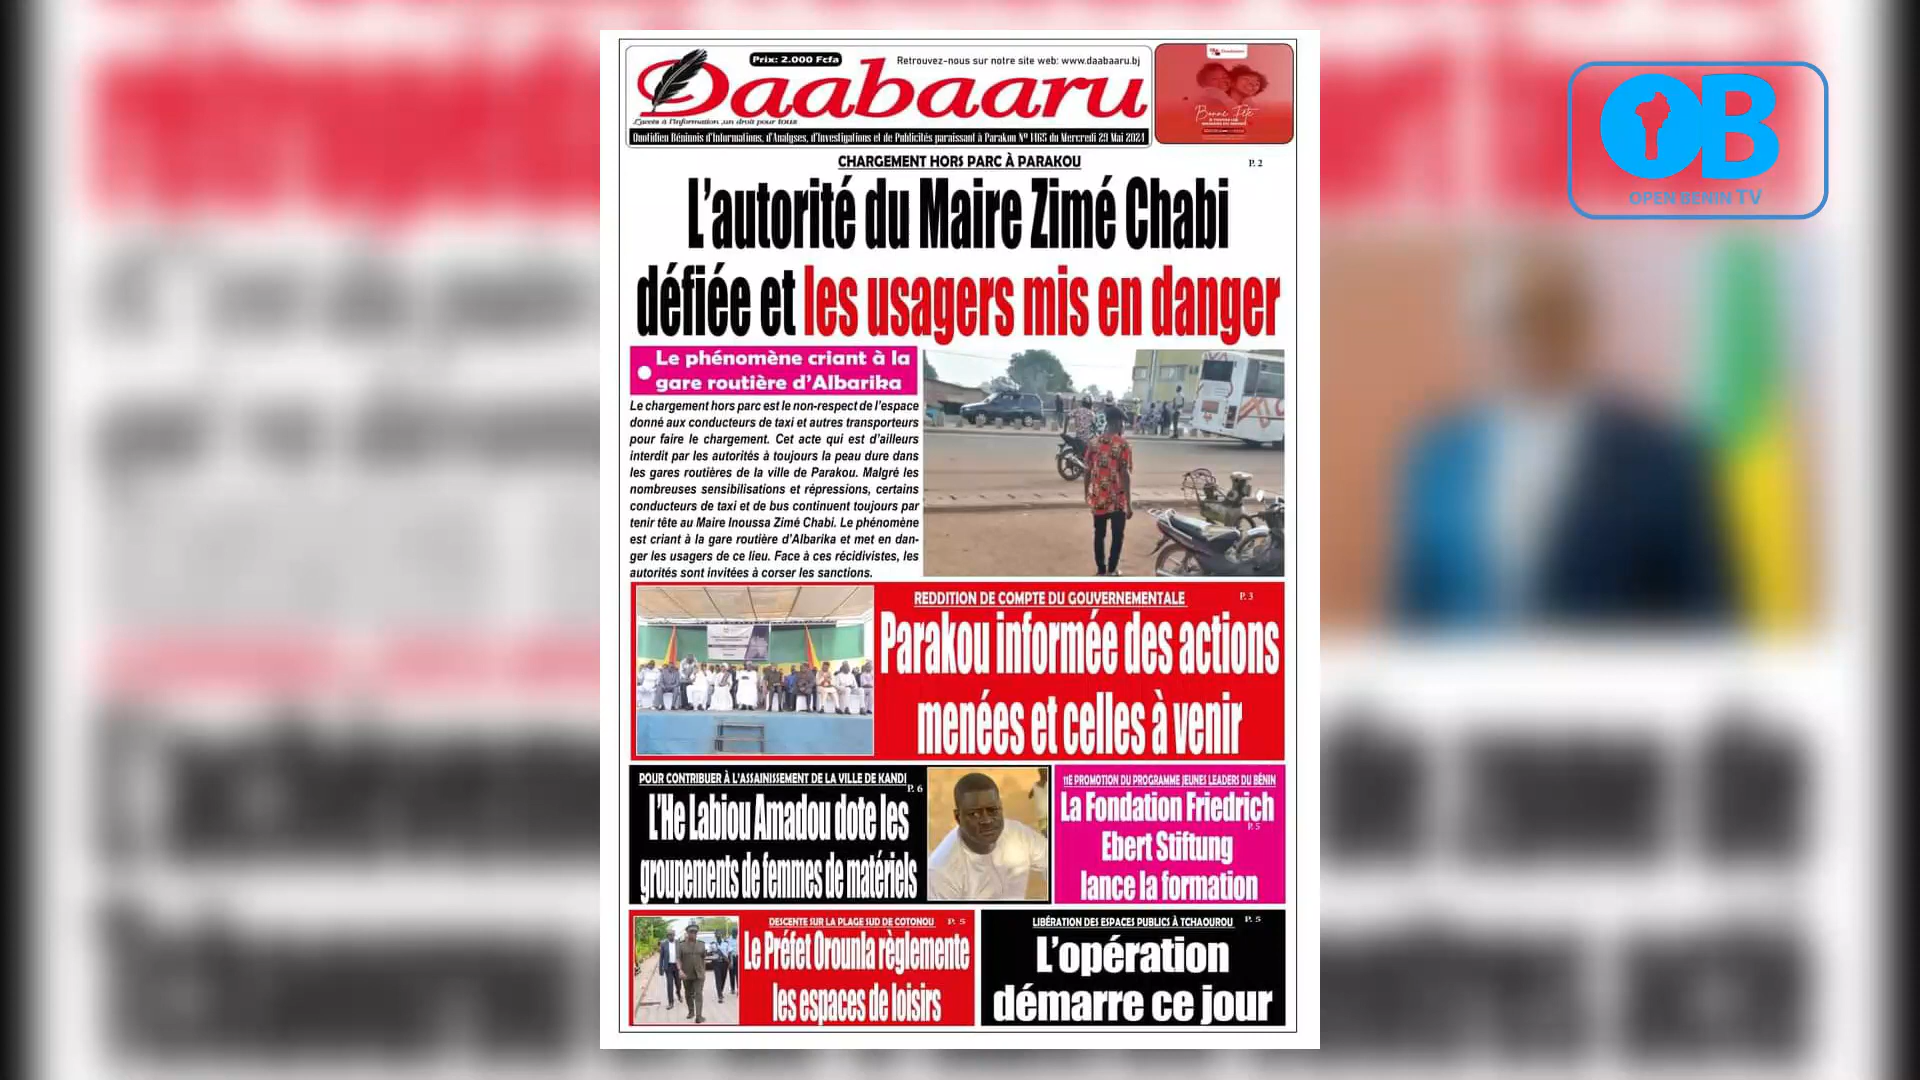 Prix: 2.000 Fcfa
Retrouvez-nous sur notre site web: www.daabaaru.bj
Daabaaru
L'accès à l'information ,un droit pour tous
Quotidien Béninois d'Informations, d'Analyses, d'Investigations et de Publicités paraissant à Parakou N° 1465 du Mercredi 29 Mai 2024
Bonne Fête
OPEN BENIN TV
CHARGEMENT HORS PARC À PARAKOU
P. 2
L'autorité du Maire Zimé Chabi
défiée et les usagers mis en danger
Le phénomène criant à la
gare routière d'Albarika
Le chargement hors parc est le non-respect de l'espace
donné aux conducteurs de taxi et autres transporteurs
pour faire le chargement. Cet acte qui est d'ailleurs
interdit par les autorités à toujours la peau dure dans
les gares routières de la ville de Parakou. Malgré les
nombreuses sensibilisations et répressions, certains
conducteurs de taxi et de bus continuent toujours par
tenir tête au Maire Inoussa Zimé Chabi. Le phénomène
est criant à la gare routière d'Albarika et met en dan-
ger les usagers de ce lieu. Face à ces récidivistes, les
autorités sont invitées à corser les sanctions.
REDDITION DE COMPTE DU GOUVERNEMENTALE
P. 3
Parakou informée des actions
menées et celles à venir
POUR CONTRIBUER À L'ASSAINISSEMENT DE LA VILLE DE KANDI
P. 6
L'He Labiou Amadou dote les
groupements de femmes de matériels
11E PROMOTION DU PROGRAMME JEUNES LEADERS DU BÉNIN
La Fondation Friedrich
P. 5
Ebert Stiftung
lance la formation
DESCENTE SUR LA PLAGE SUD DE COTONOU
P. 5
Le Préfet Orounla règlemente
les espaces de loisirs
LIBÉRATION DES ESPACES PUBLICS À TCHAOUROU
P. 5
L'opération
démarre ce jour